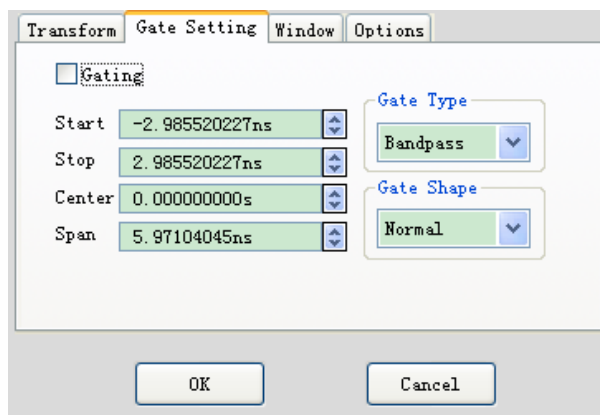 Transform Gate Setting Window Options
Gating
Start -2.985520227ns
Stop 2.985520227ns
Center 0.000000000s
Span 5.97104045ns
Gate Type
Bandpass
Gate Shape
Normal
OK Cancel